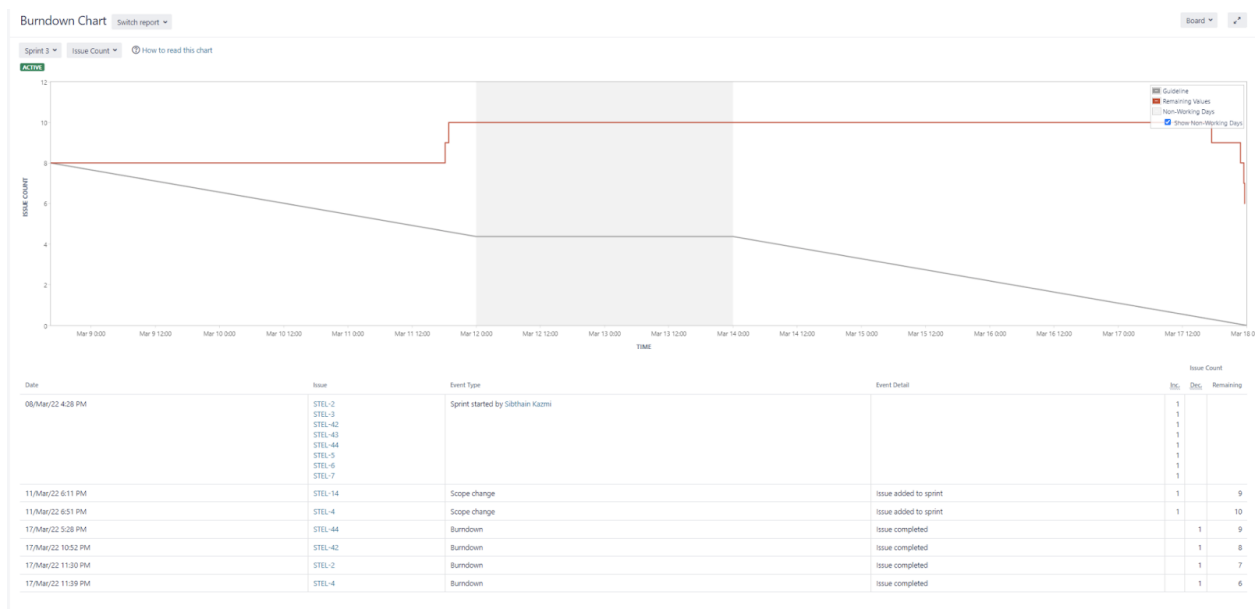 Burndown Chart Switch report
Board
Sprint 3 Issue Count How to read this chart
ACTIVE
12
10
8
6
4
2
0
ISSUE COUNT
Guideline
Remaining Values
Non-Working Days
Show Non-Working Days
Mar 9 0:00 Mar 9 12:00 Mar 10 0:00 Mar 10 12:00 Mar 11 0:00 Mar 11 12:00 Mar 12 0:00 Mar 12 12:00 Mar 13 0:00 Mar 13 12:00 Mar 14 0:00 Mar 14 12:00 Mar 15 0:00 Mar 15 12:00 Mar 16 0:00 Mar 16 12:00 Mar 17 0:00 Mar 17 12:00 Mar 18 0
TIME
Issue Count
Date Issue Event Type Event Detail Inc. Dec. Remaining
08/Mar/22 4:28 PM STEL-2 Sprint started by Sibthain Kazmi 1
STEL-3 1
STEL-42 1
STEL-43 1
STEL-44 1
STEL-5 1
STEL-6 1
STEL-7 1
11/Mar/22 6:11 PM STEL-14 Scope change Issue added to sprint 1 9
11/Mar/22 6:51 PM STEL-4 Scope change Issue added to sprint 1 10
17/Mar/22 5:28 PM STEL-44 Burndown Issue completed 1 9
17/Mar/22 10:52 PM STEL-42 Burndown Issue completed 1 8
17/Mar/22 11:30 PM STEL-2 Burndown Issue completed 1 7
17/Mar/22 11:39 PM STEL-4 Burndown Issue completed 1 6